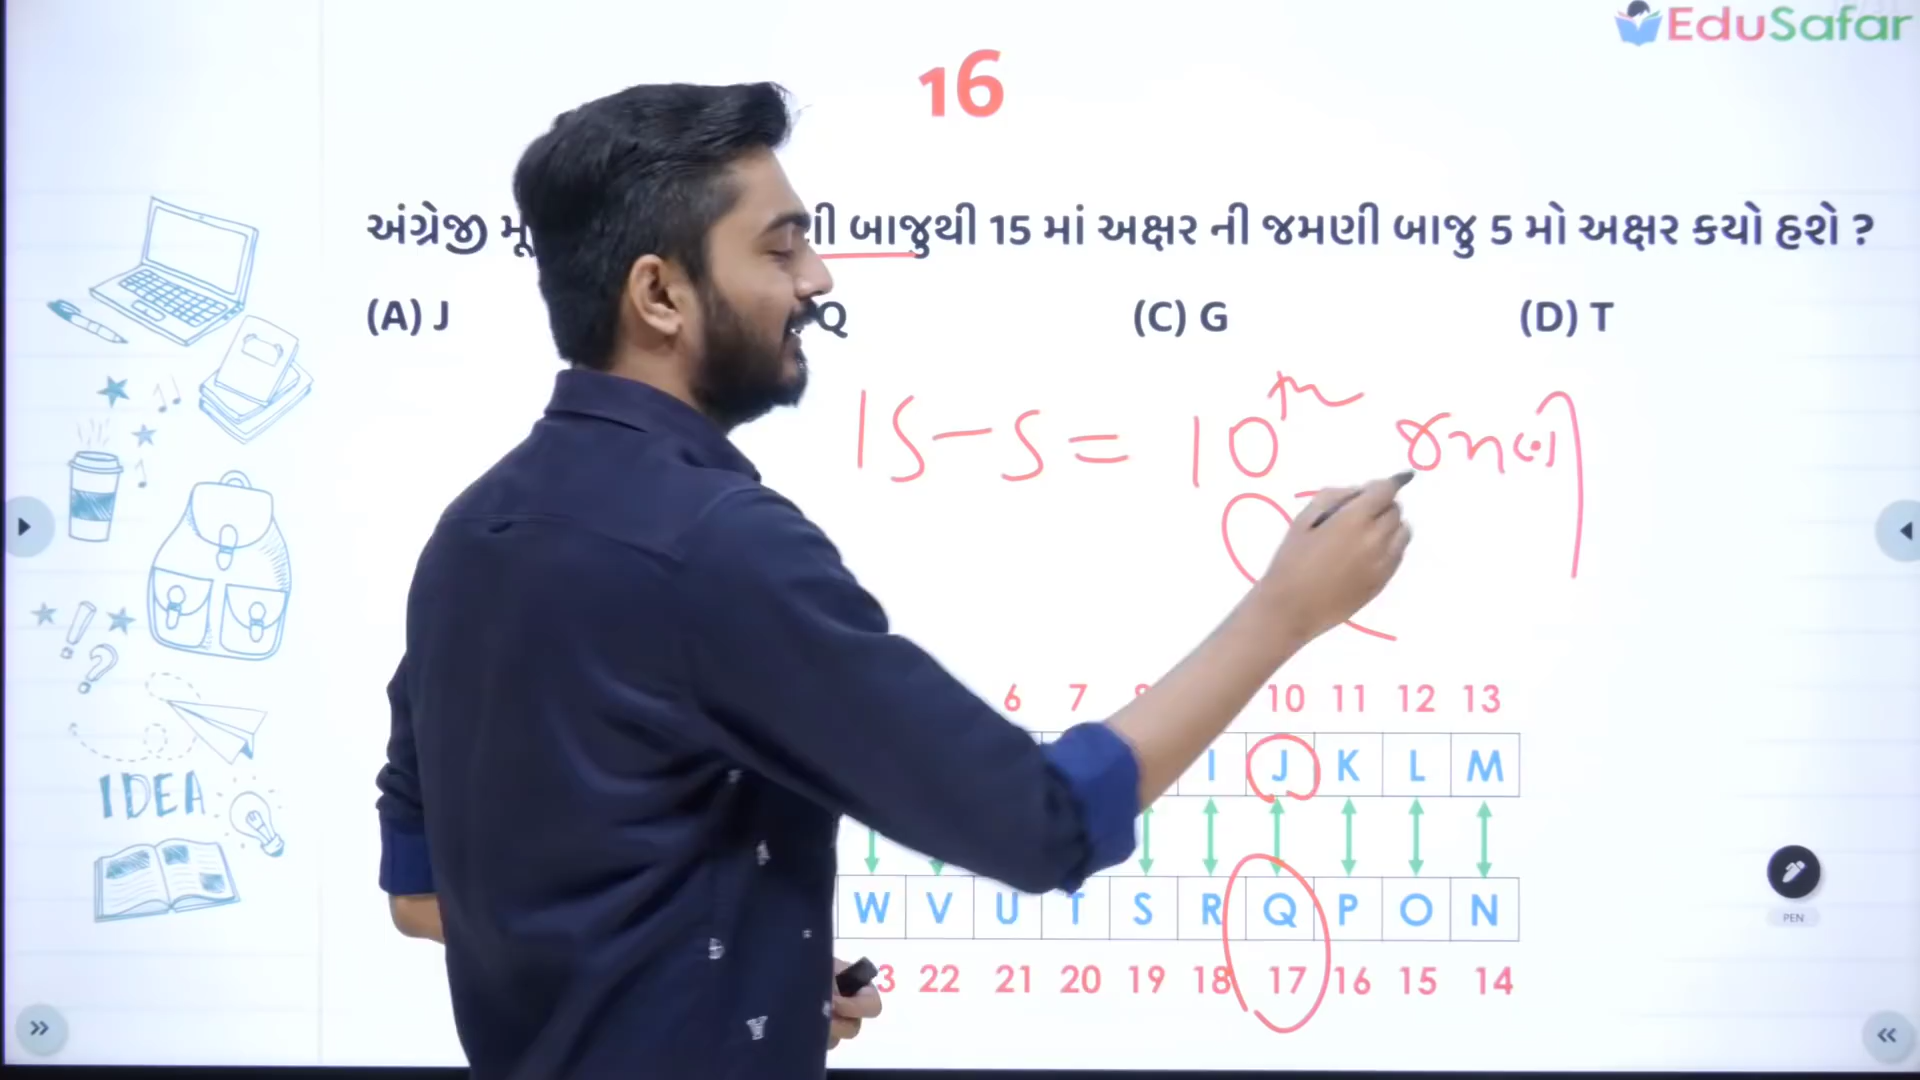 EduSafar
16
અંગ્રેજી બાજુથી 15 માં અક્ષર ની જમણી બાજુ 5 મો અક્ષર કયો હશે ?
(A) J Q (C) G (D) T
15-5 = 10th જમણી
6 7 10 11 12 13
I J K L M
W V U T S R Q P O N
22 21 20 19 18 17 16 15 14
IDEA
PEN